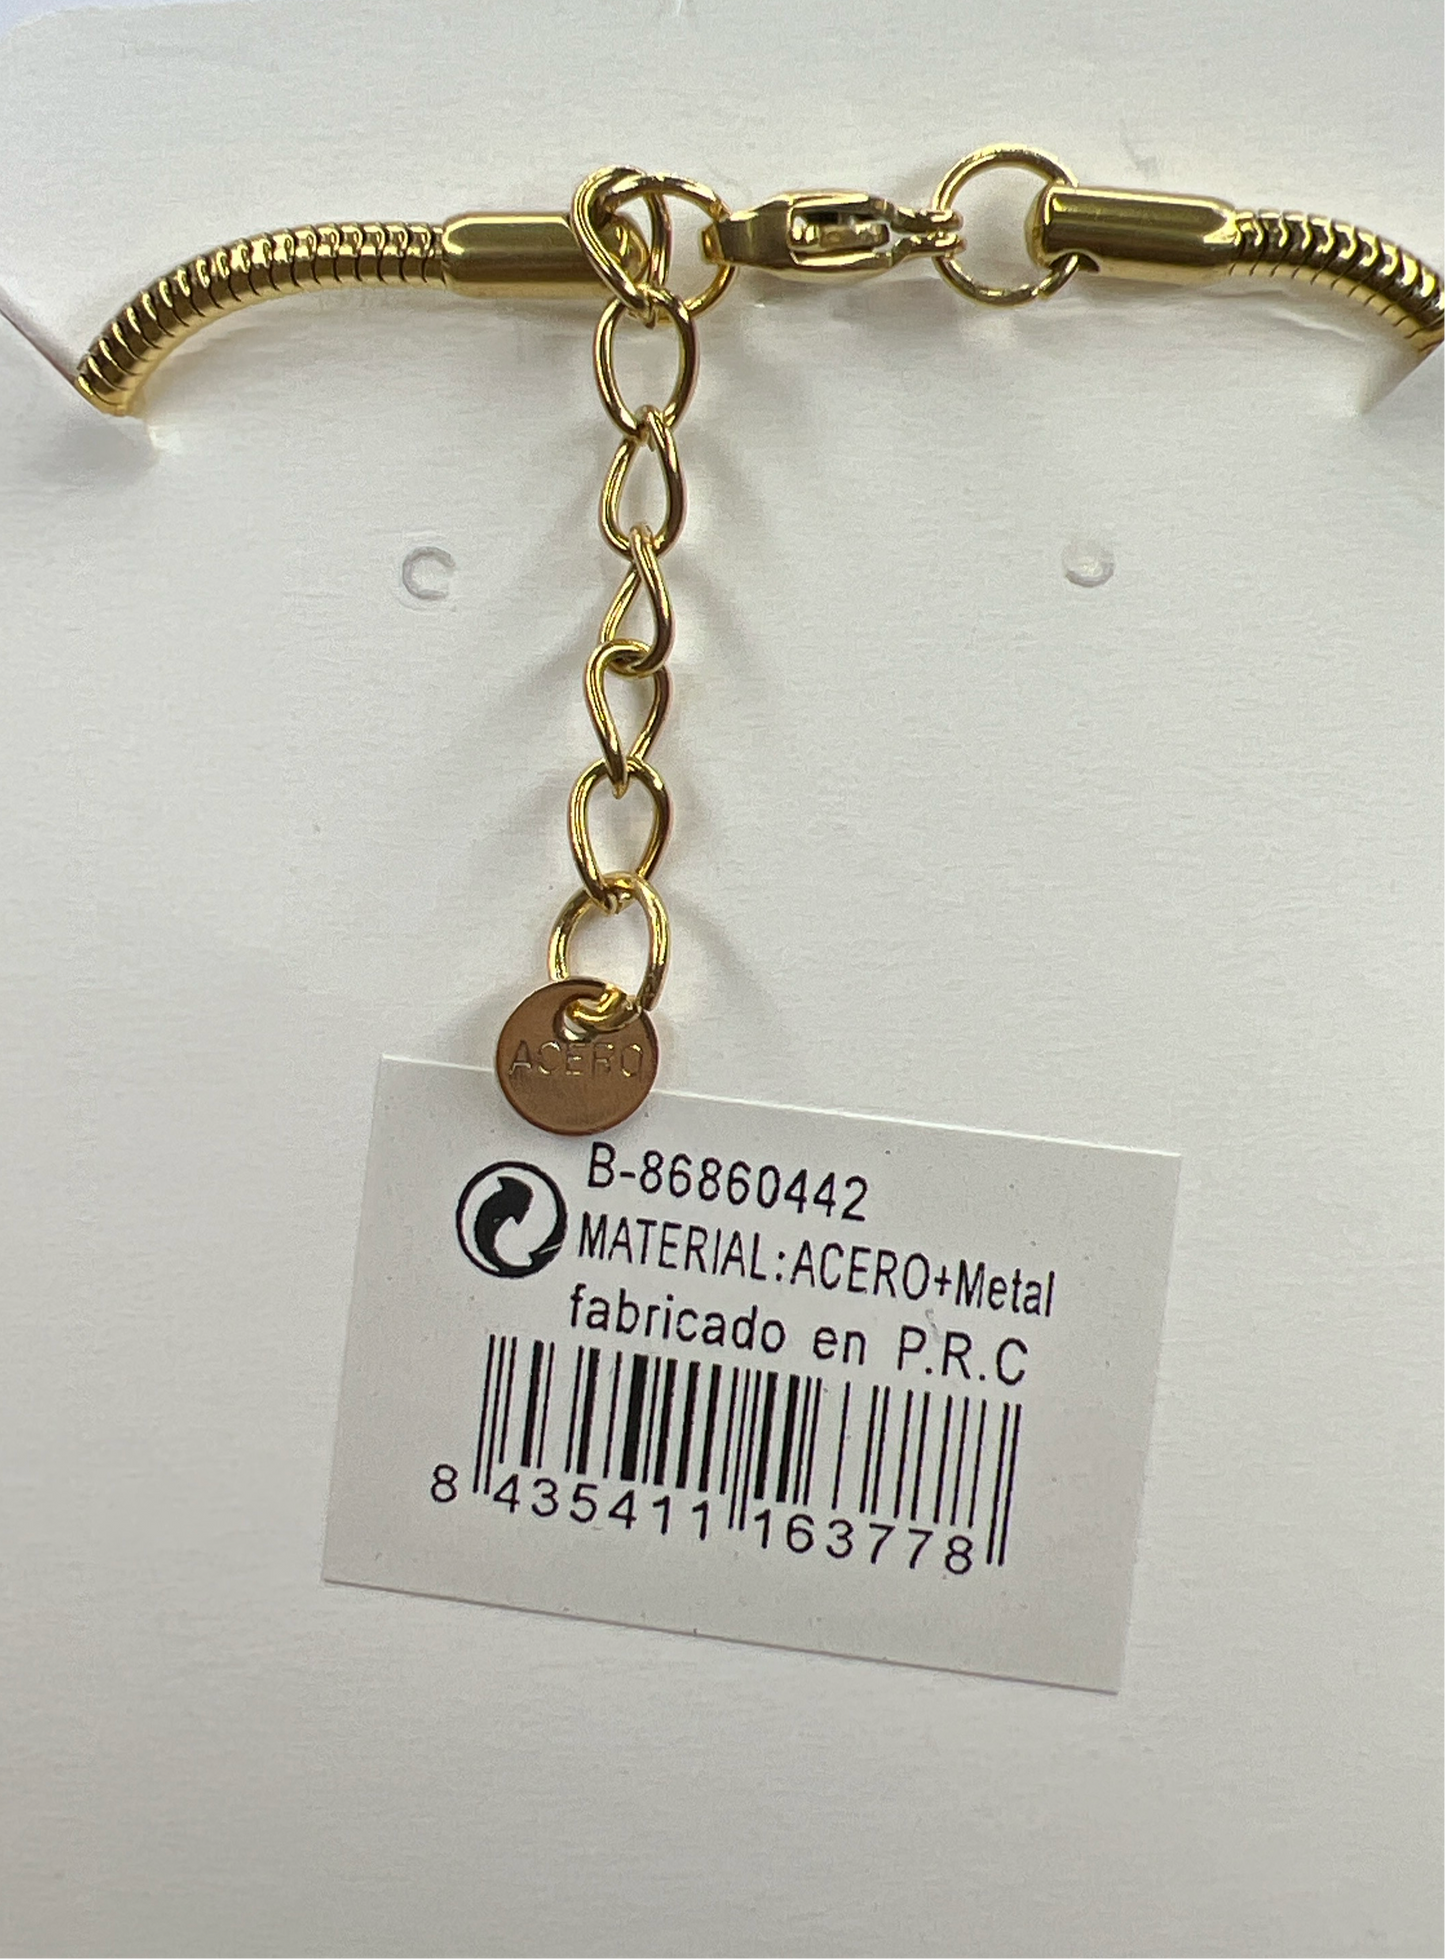 ACERO
B-86860442
MATERIAL:ACERO+Metal
fabricado en P.R.C
8 435411 163778